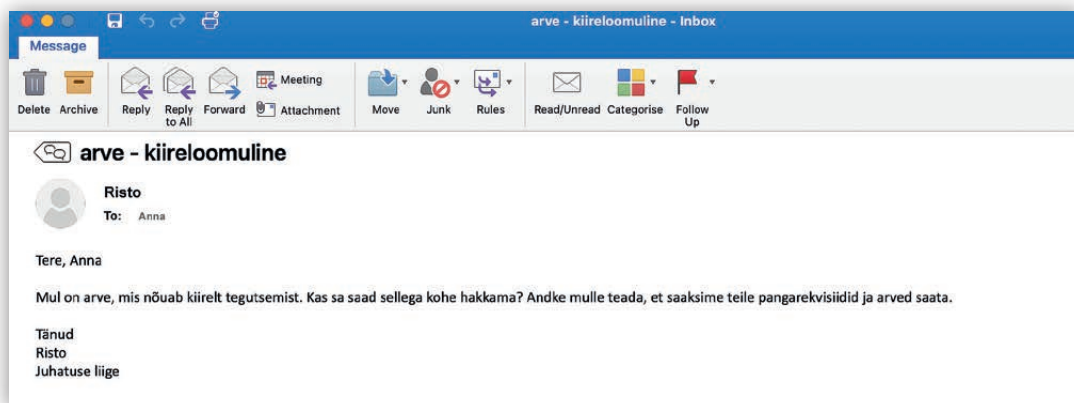 arve - kiireloomuline - Inbox
Message
Delete Archive Reply Reply to All Forward Meeting Attachment Move Junk Rules Read/Unread Categorise Follow Up
arve - kiireloomuline
Risto
To: Anna
Tere, Anna
Mul on arve, mis nõuab kiirelt tegutsemist. Kas sa saad sellega kohe hakkama? Andke mulle teada, et saaksime teile pangarekvisiidid ja arved saata.
Tänud
Risto
Juhatuse liige